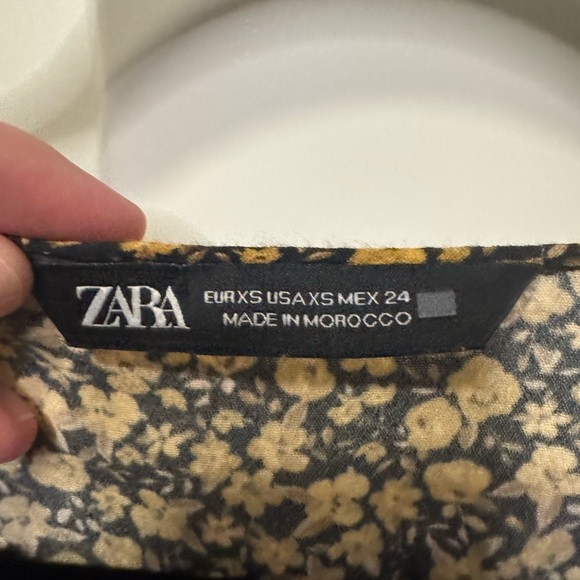 ZARA
EUR XS USA XS MEX 24
MADE IN MOROCCO